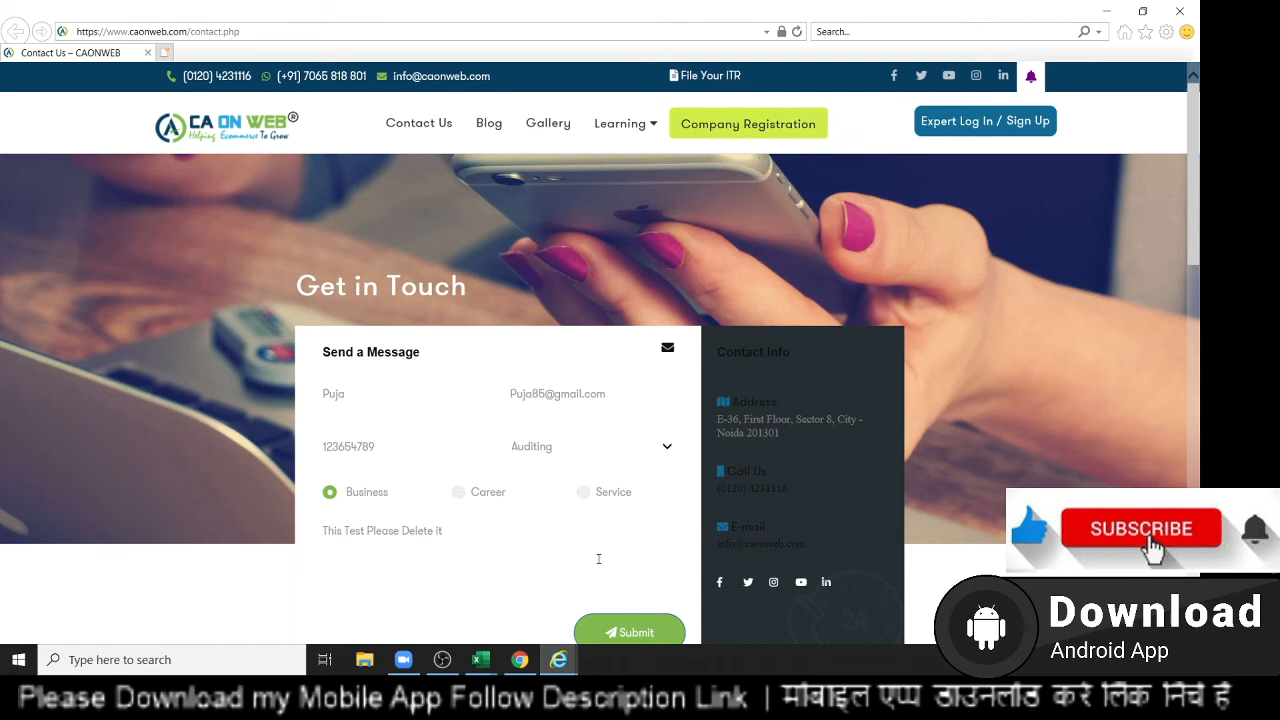 https://www.caonweb.com/contact.php
Search...
Contact Us – CAONWEB
(0120) 4231116 (+91) 7065 818 801 info@caonweb.com File Your ITR
CA ON WEB®
Helping Ecommerce To Grow
Contact Us Blog Gallery Learning Company Registration Expert Log In / Sign Up
Get in Touch
Send a Message
Contact Info
Puja Puja85@gmail.com
Address
E-36, First Floor, Sector 8, City -
Noida 201301
123654789 Auditing
Call Us
(0120) 4231116
Business Career Service
This Test Please Delete it
E-mail
info@caonweb.com
24
Submit
SUBSCRIBE
Download
Android App
Type here to search
Please Download my Mobile App Follow Description Link | मोबाइल एप्प डाउनलोड करे लिंक निचे है